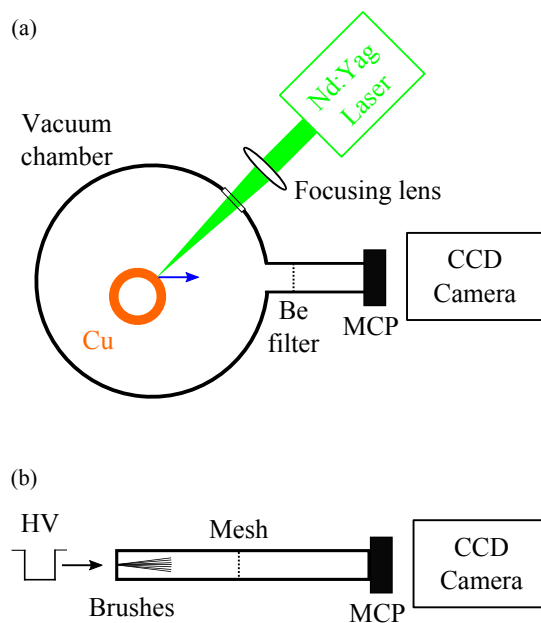 (a)
Nd:Yag
Laser
Vacuum
chamber
Focusing lens
CCD
Camera
Be
filter
MCP
Cu
(b)
HV
Mesh
CCD
Camera
Brushes
MCP